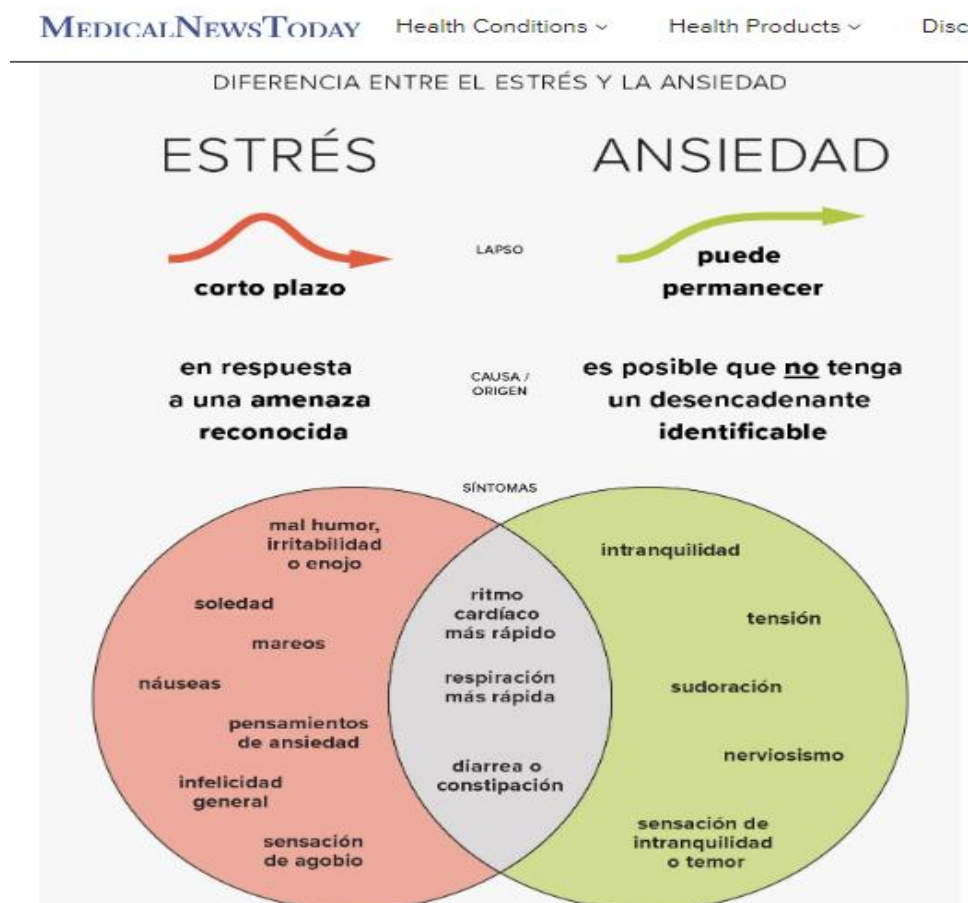 MEDICALNEWSTODAY Health Conditions Health Products Disc
DIFERENCIA ENTRE EL ESTRÉS Y LA ANSIEDAD
ESTRÉS
ANSIEDAD
LAPSO
corto plazo
puede
permanecer
en respuesta
a una amenaza
reconocida
CAUSA /
ORIGEN
es posible que no tenga
un desencadenante
identificable
SÍNTOMAS
mal humor,
irritabilidad
o enojo
soledad
mareos
náuseas
pensamientos
de ansiedad
infelicidad
general
sensación
de agobio
ritmo
cardíaco
más rápido
respiración
más rápida
diarrea o
constipación
intranquilidad
tensión
sudoración
nerviosismo
sensación de
intranquilidad
o temor